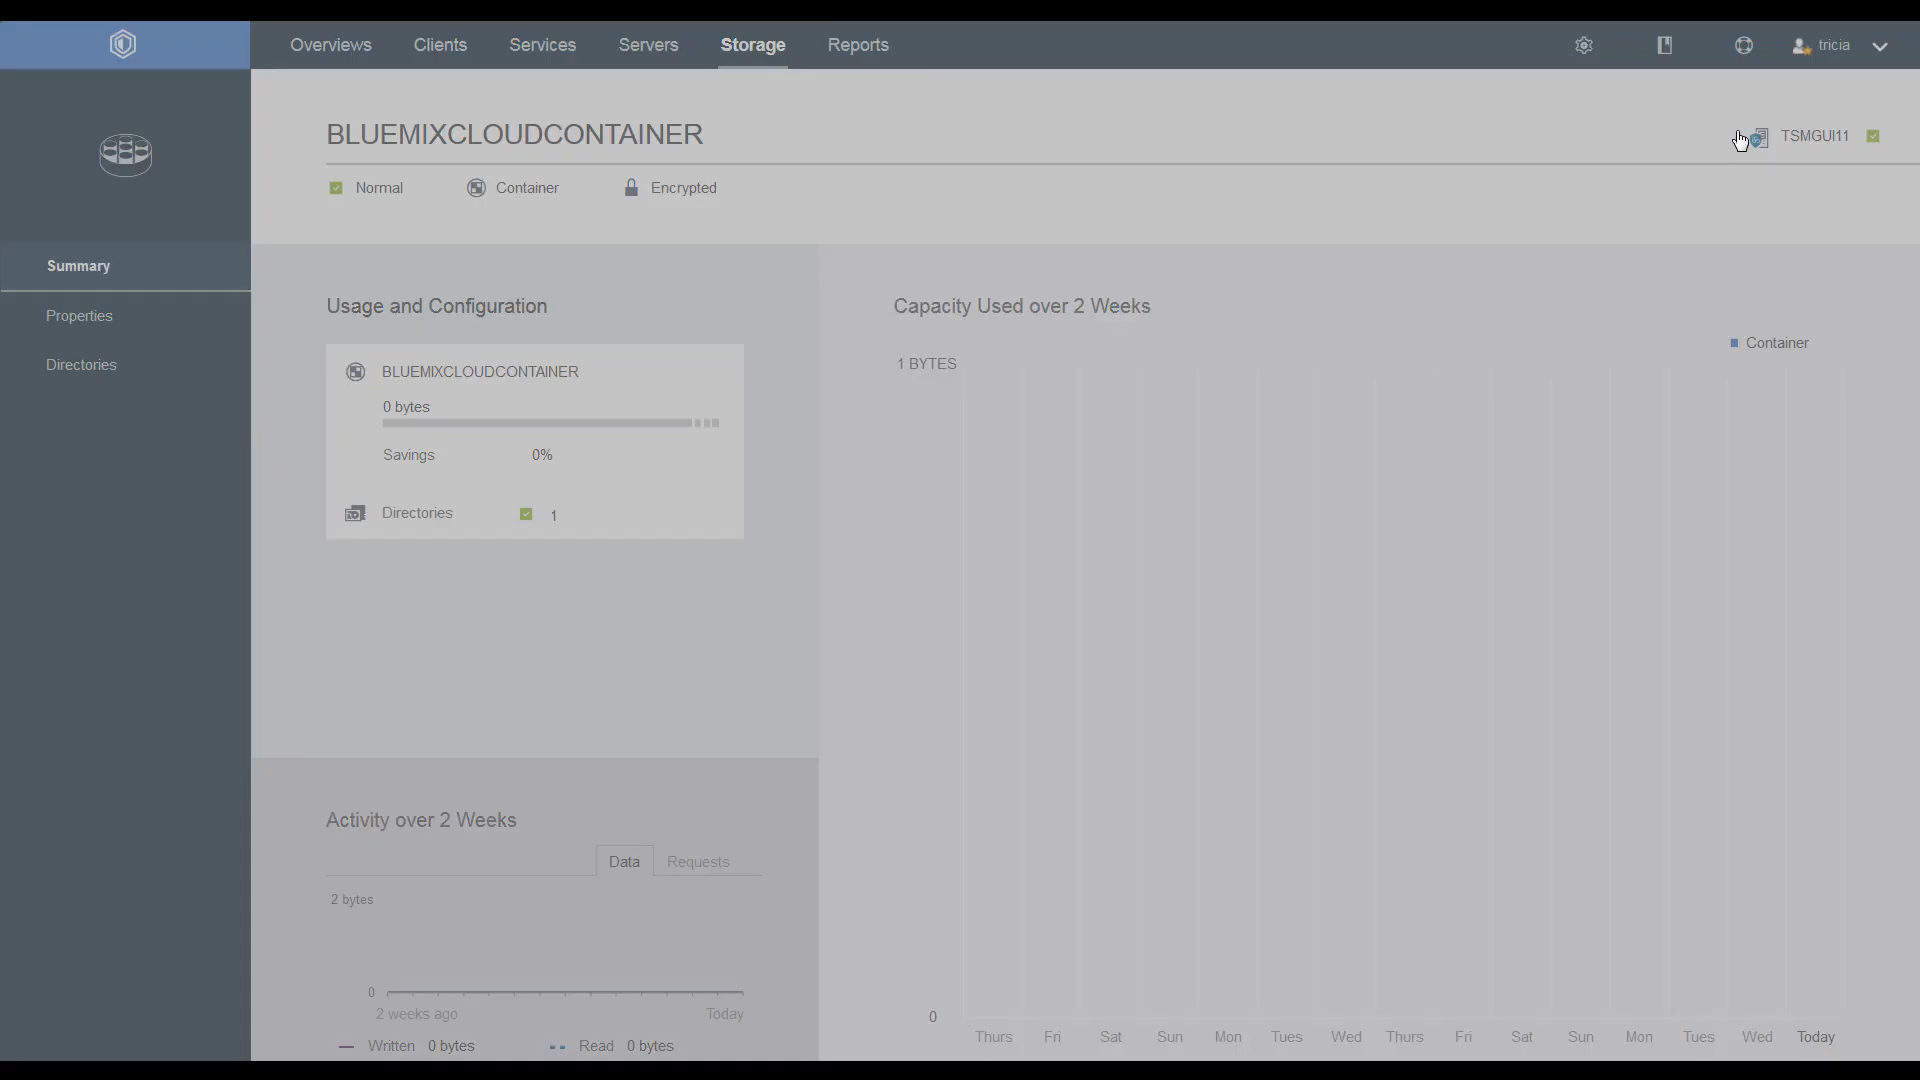 Overviews Clients Services Servers Storage Reports tricia
BLUEMIXCLOUDCONTAINER
TSMGUI11
Normal Container Encrypted
Summary
Properties
Directories
Usage and Configuration
BLUEMIXCLOUDCONTAINER
0 bytes
Savings 0%
Directories 1
Capacity Used over 2 Weeks
Container
1 BYTES
0
Thurs Fri Sat Sun Mon Tues Wed Thurs Fri Sat Sun Mon Tues Wed Today
Activity over 2 Weeks
Data Requests
2 bytes
0
2 weeks ago Today
Written 0 bytes Read 0 bytes